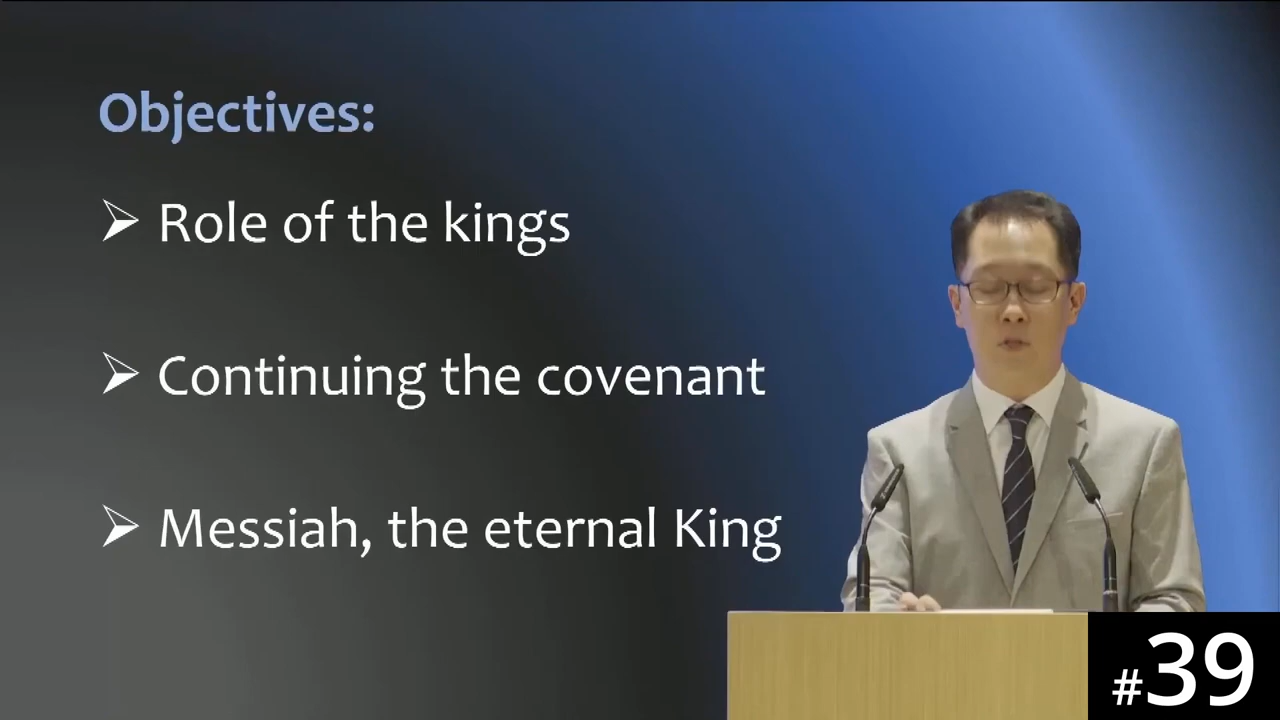 Objectives:
➢ Role of the kings
➢ Continuing the covenant
➢ Messiah, the eternal King
#39